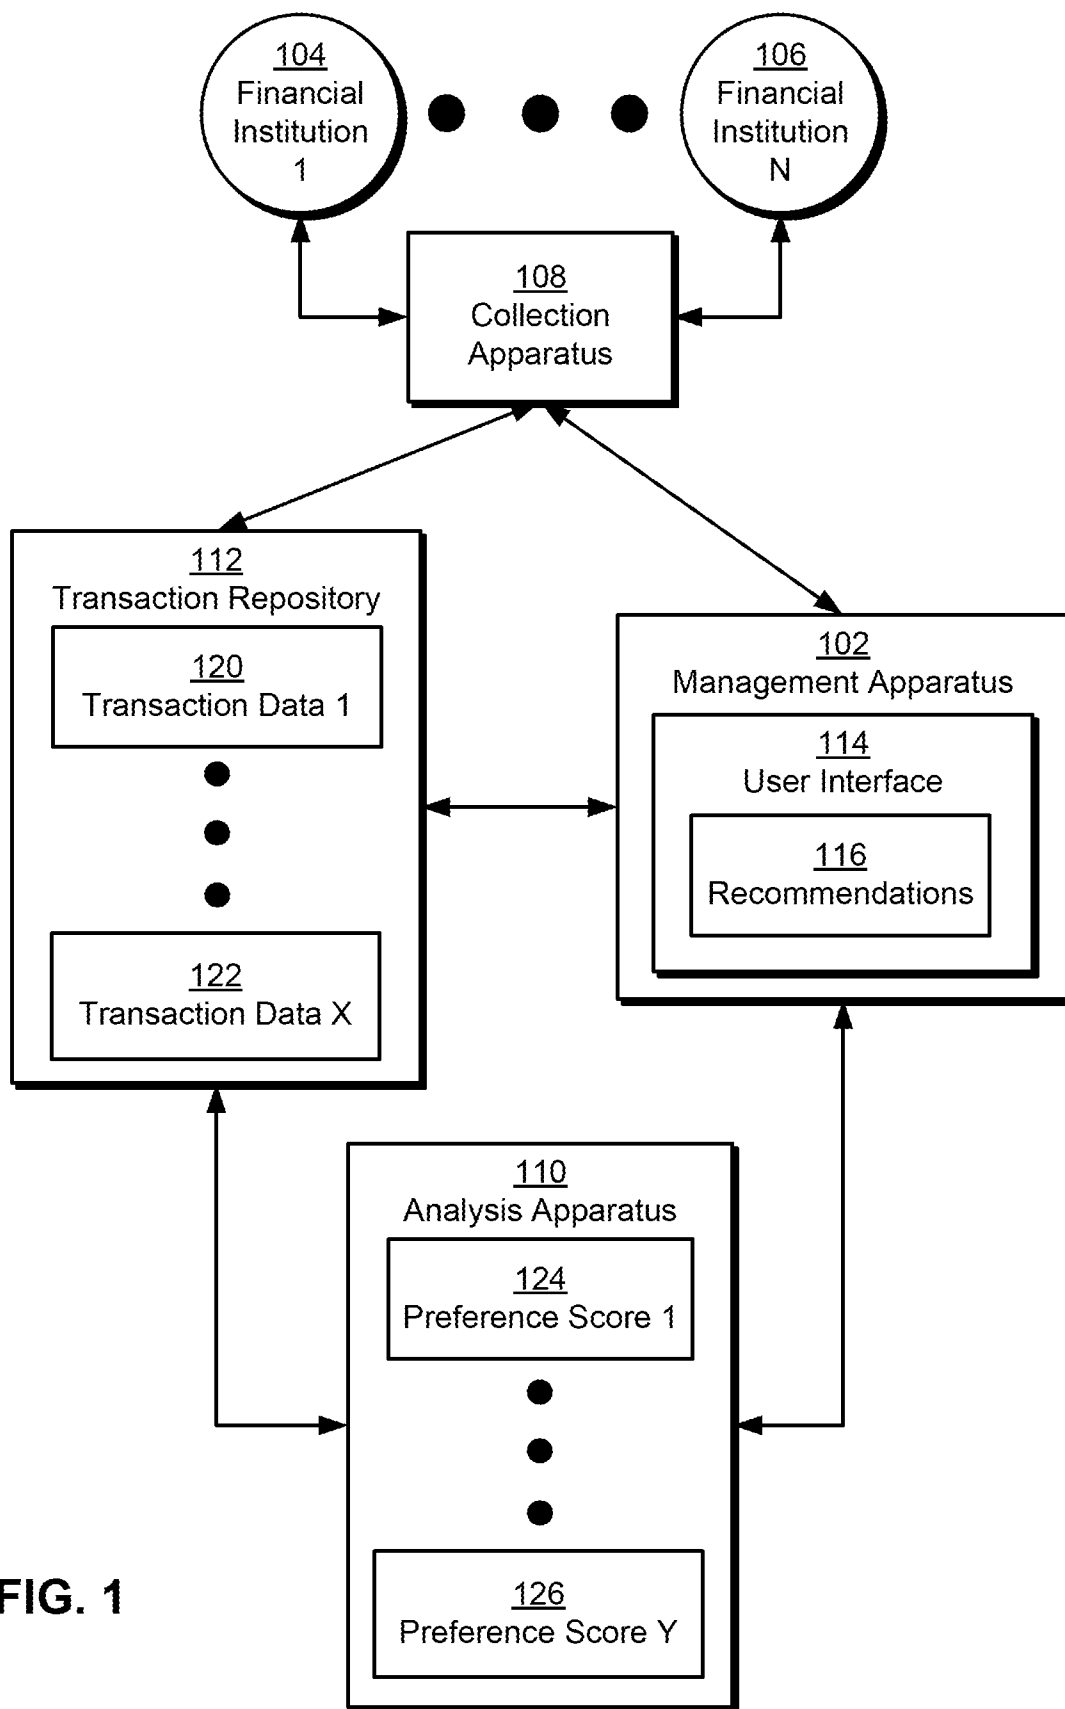 104
Financial
Institution
1
106
Financial
Institution
N
108
Collection
Apparatus
112
Transaction Repository
120
Transaction Data 1
122
Transaction Data X
102
Management Apparatus
114
User Interface
116
Recommendations
110
Analysis Apparatus
124
Preference Score 1
126
Preference Score Y
FIG. 1